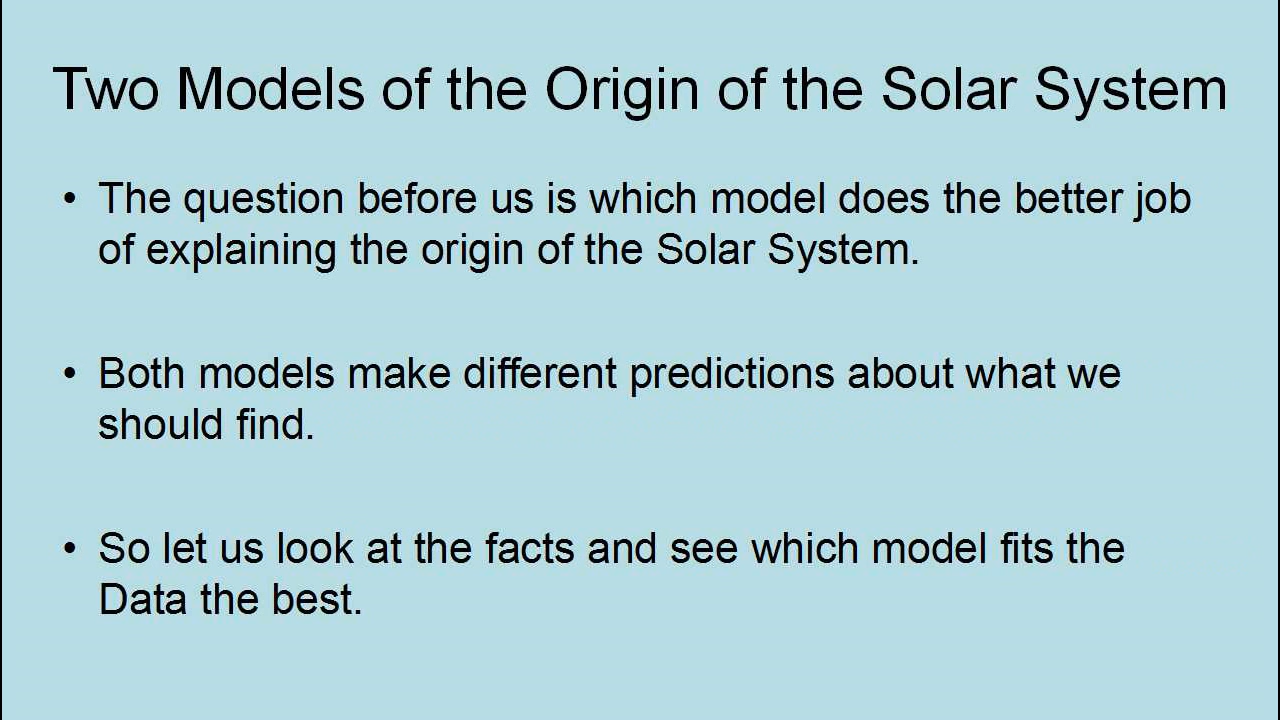 Two Models of the Origin of the Solar System
• The question before us is which model does the better job
of explaining the origin of the Solar System.
• Both models make different predictions about what we
should find.
• So let us look at the facts and see which model fits the
Data the best.